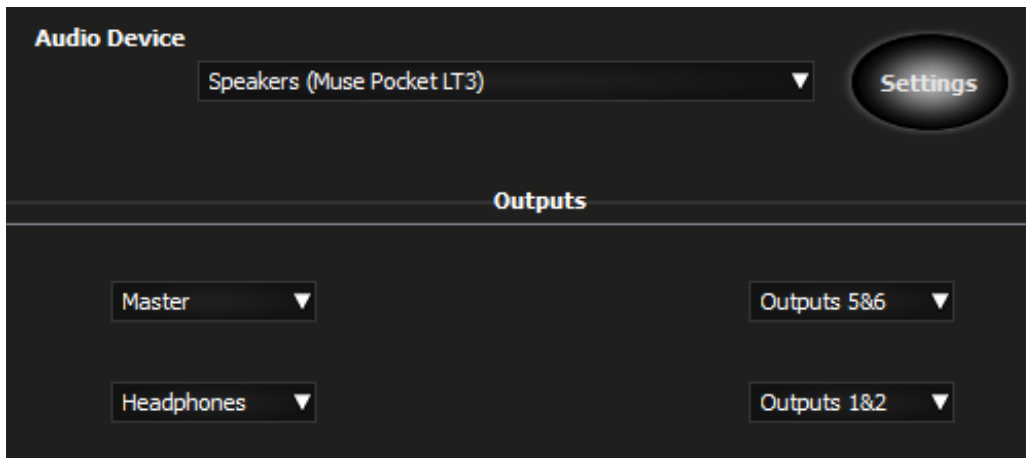 Audio Device
Speakers (Muse Pocket LT3)
Settings
Outputs
Master
Outputs 5&6
Headphones
Outputs 1&2